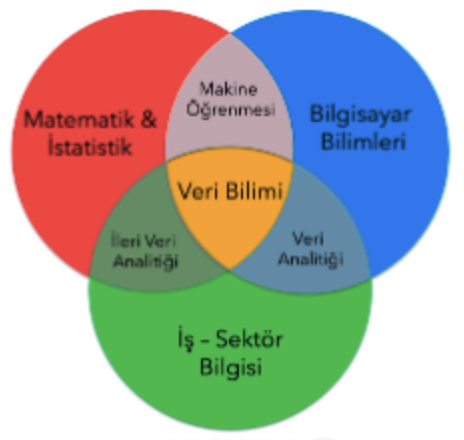 Makine
Öğrenmesi
Matematik &
İstatistik
Bilgisayar
Bilimleri
Veri Bilimi
İleri Veri
Analitiği
Veri
Analitiği
İş - Sektör
Bilgisi